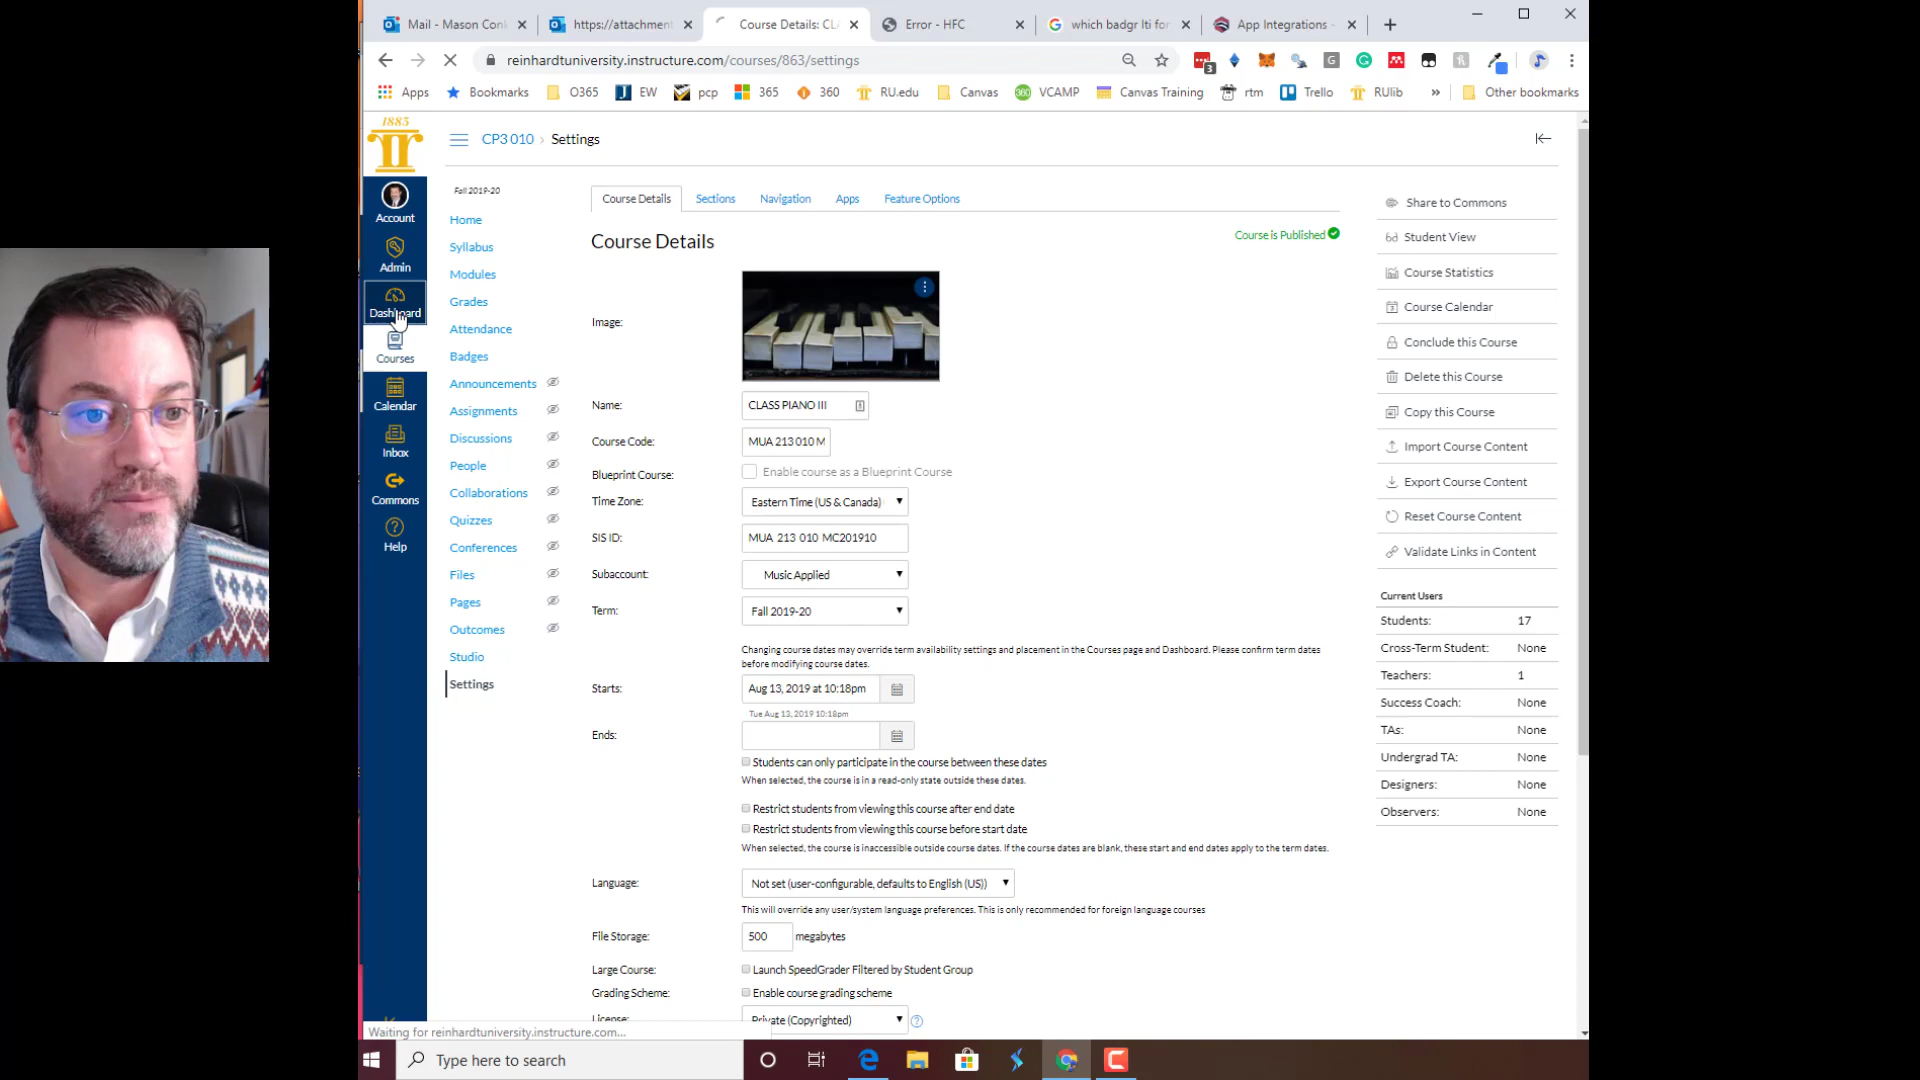 Mail - Mason Con
https://attachment
Course Details: CL
Error - HFC
which badgr lti for
App Integrations -
reinhardtuniversity.instructure.com/courses/863/settings
3
Apps
Bookmarks
O365
EW
pcp
365
360
RU.edu
Canvas
VCAMP
Canvas Training
rtm
Trello
RUlib
»
Other bookmarks
1883
CP3 010 › Settings
Account
Admin
Dashboard
Courses
Calendar
Inbox
Commons
Help
Fall 2019-20
Home
Syllabus
Modules
Grades
Attendance
Badges
Announcements
Assignments
Discussions
People
Collaborations
Quizzes
Conferences
Files
Pages
Outcomes
Studio
Settings
Course Details
Sections
Navigation
Apps
Feature Options
Course Details
Course is Published
Image:
Name: CLASS PIANO III
Course Code: MUA 213 010 M
Blueprint Course: Enable course as a Blueprint Course
Time Zone: Eastern Time (US & Canada)
SIS ID: MUA 213 010 MC201910
Subaccount: Music Applied
Term: Fall 2019-20
Changing course dates may override term availability settings and placement in the Courses page and Dashboard. Please confirm term dates
before modifying course dates.
Starts: Aug 13, 2019 at 10:18pm
Tue Aug 13, 2019 10:18pm
Ends:
Students can only participate in the course between these dates
When selected, the course is in a read-only state outside these dates.
Restrict students from viewing this course after end date
Restrict students from viewing this course before start date
When selected, the course is inaccessible outside course dates. If the course dates are blank, these start and end dates apply to the term dates.
Language: Not set (user-configurable, defaults to English (US))
This will override any user/system language preferences. This is only recommended for foreign language courses
File Storage: 500 megabytes
Large Course: Launch SpeedGrader Filtered by Student Group
Grading Scheme: Enable course grading scheme
License: Private (Copyrighted)
Share to Commons
Student View
Course Statistics
Course Calendar
Conclude this Course
Delete this Course
Copy this Course
Import Course Content
Export Course Content
Reset Course Content
Validate Links in Content
Current Users
Students: 17
Cross-Term Student: None
Teachers: 1
Success Coach: None
TAs: None
Undergrad TA: None
Designers: None
Observers: None
Waiting for reinhardtuniversity.instructure.com...
Type here to search